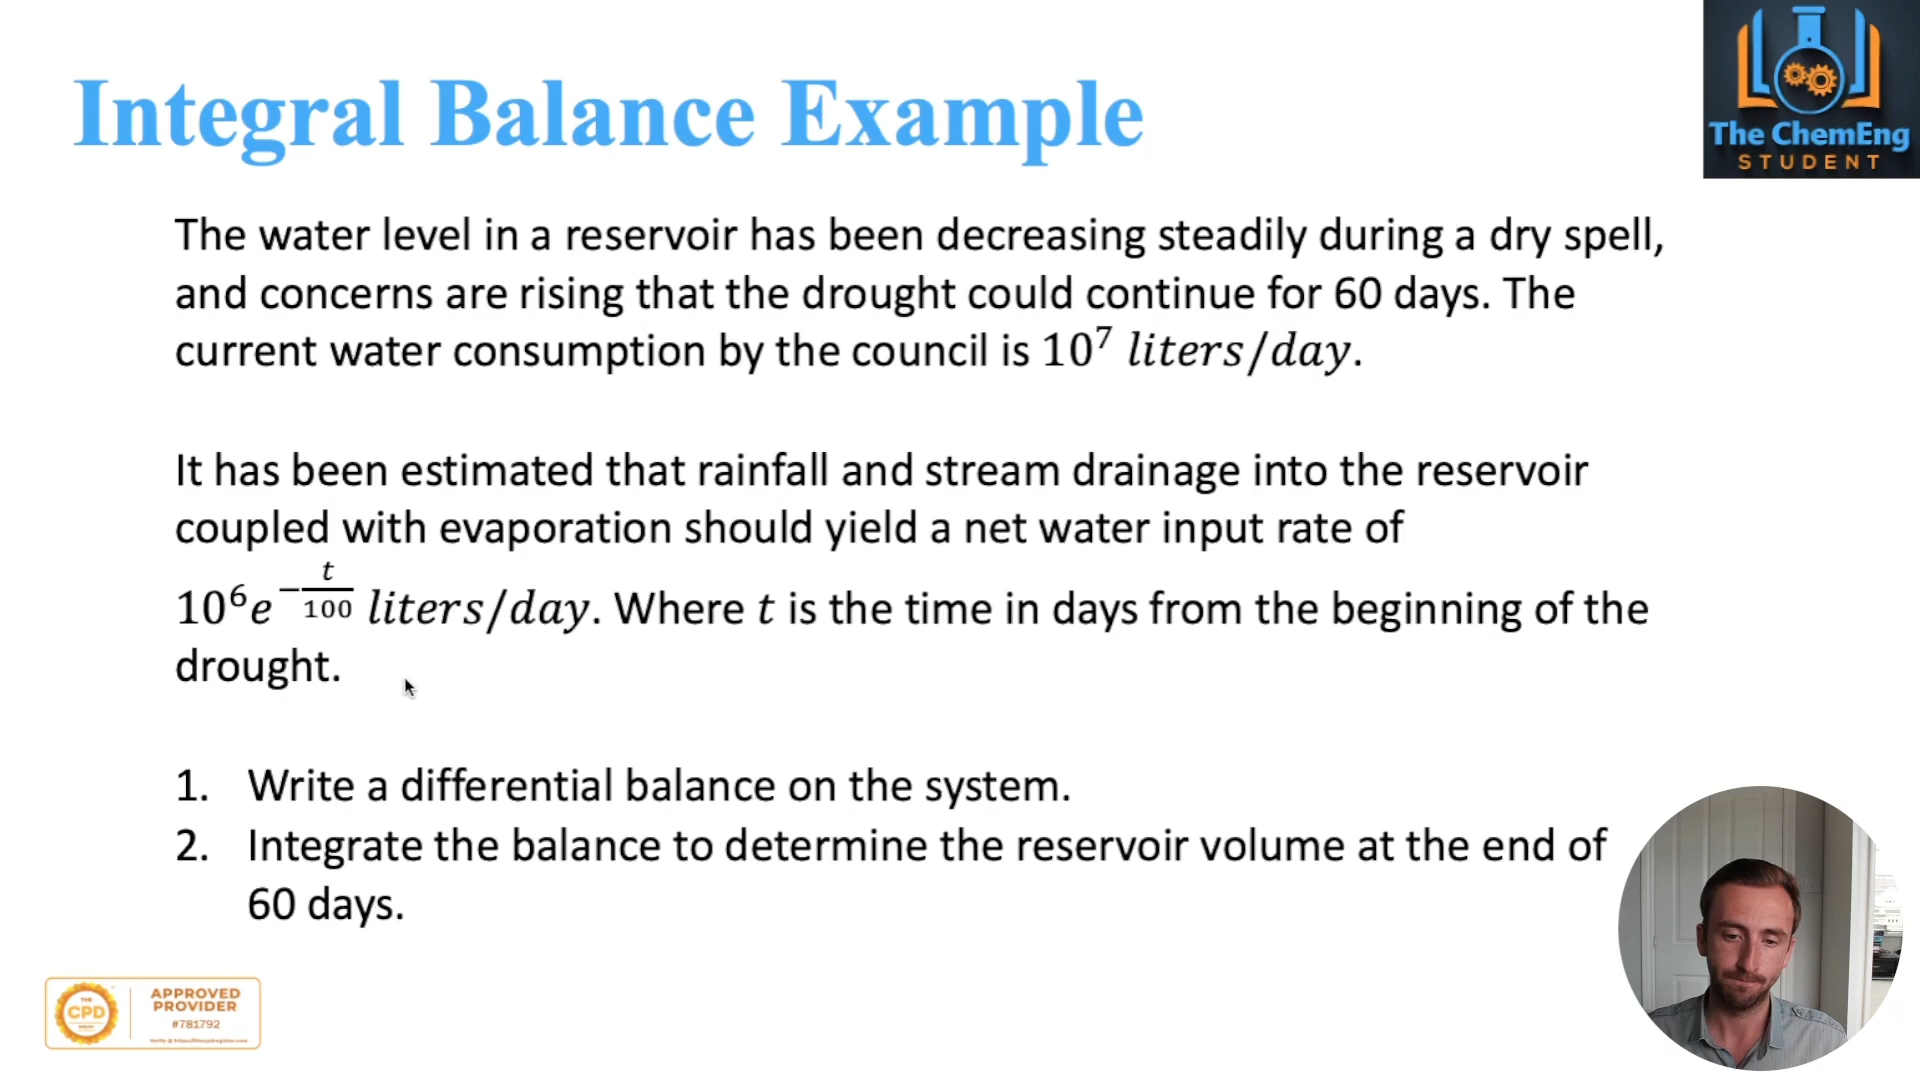 Integral Balance Example
The ChemEng
STUDENT
The water level in a reservoir has been decreasing steadily during a dry spell,
and concerns are rising that the drought could continue for 60 days. The
current water consumption by the council is 10⁷ liters/day.
It has been estimated that rainfall and stream drainage into the reservoir
coupled with evaporation should yield a net water input rate of
10⁶e^(-t/100) liters/day. Where t is the time in days from the beginning of the
drought.
1. Write a differential balance on the system.
2. Integrate the balance to determine the reservoir volume at the end of
60 days.
THE
CPD
APPROVED
PROVIDER
#781792